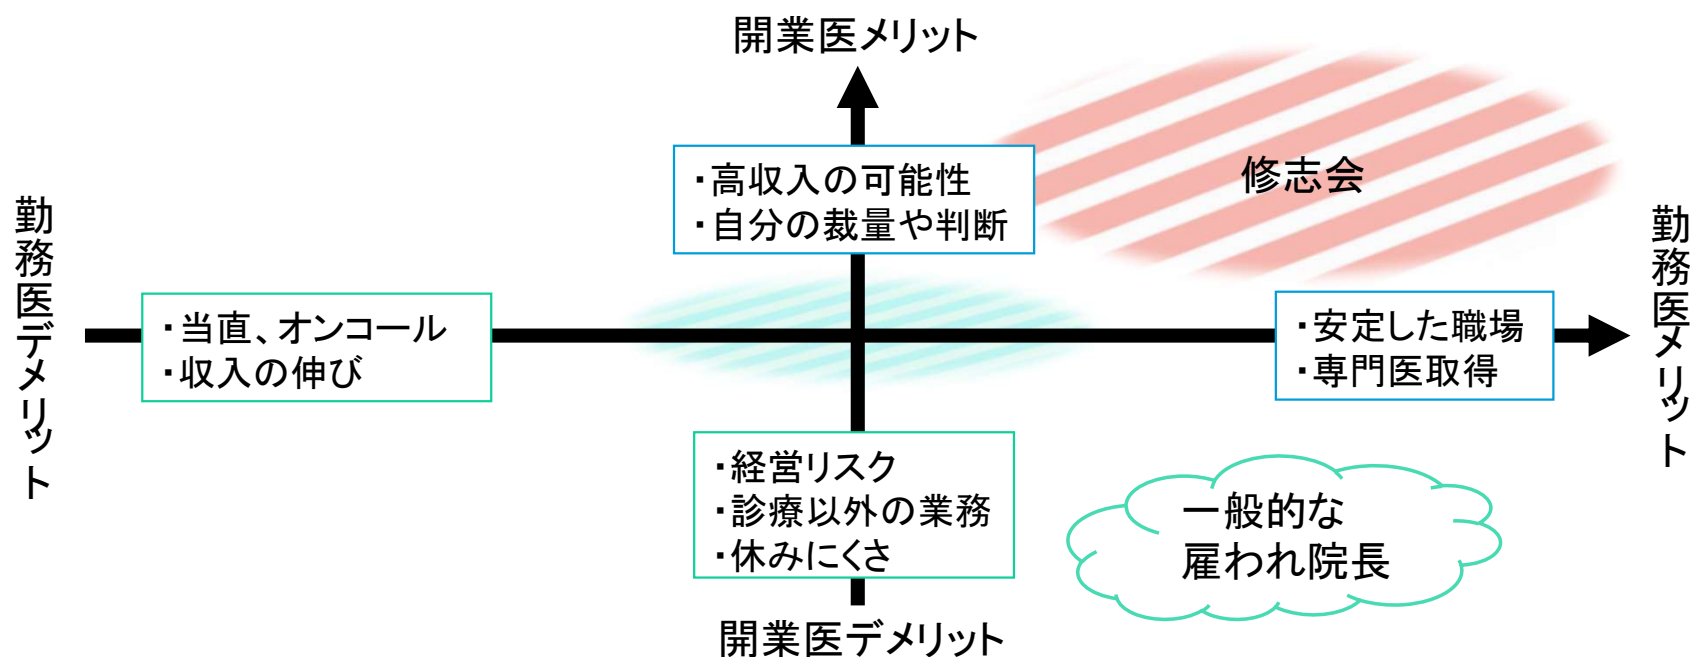 開業医メリット
・高収入の可能性
・自分の裁量や判断
修志会
勤務医デメリット
・当直、オンコール
・収入の伸び
・安定した職場
・専門医取得
勤務医メリット
・経営リスク
・診療以外の業務
・休みにくさ
一般的な
雇われ院長
開業医デメリット